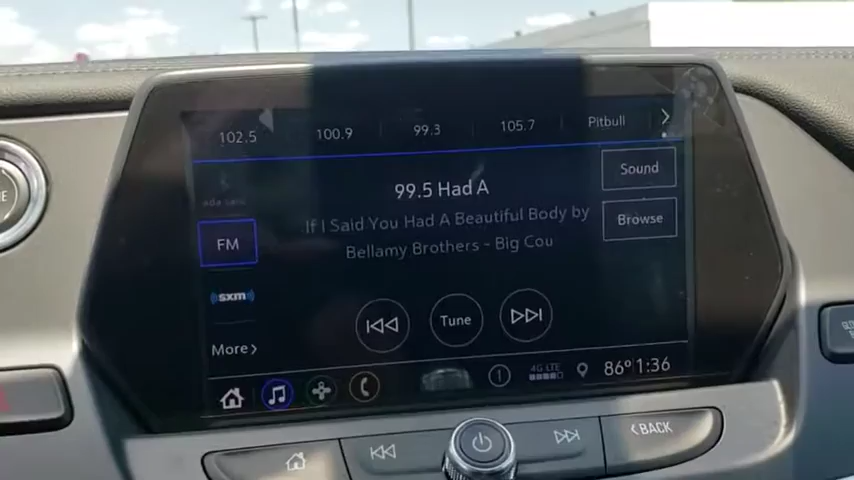 102.5 100.9 99.3 105.7 Pitbull >
99.5 Had A
Sound
If I Said You Had A Beautiful Body by
Browse
FM
Bellamy Brothers - Big Cou
sxm
Tune
More >
1 4G LTE 86° 1:36
BACK